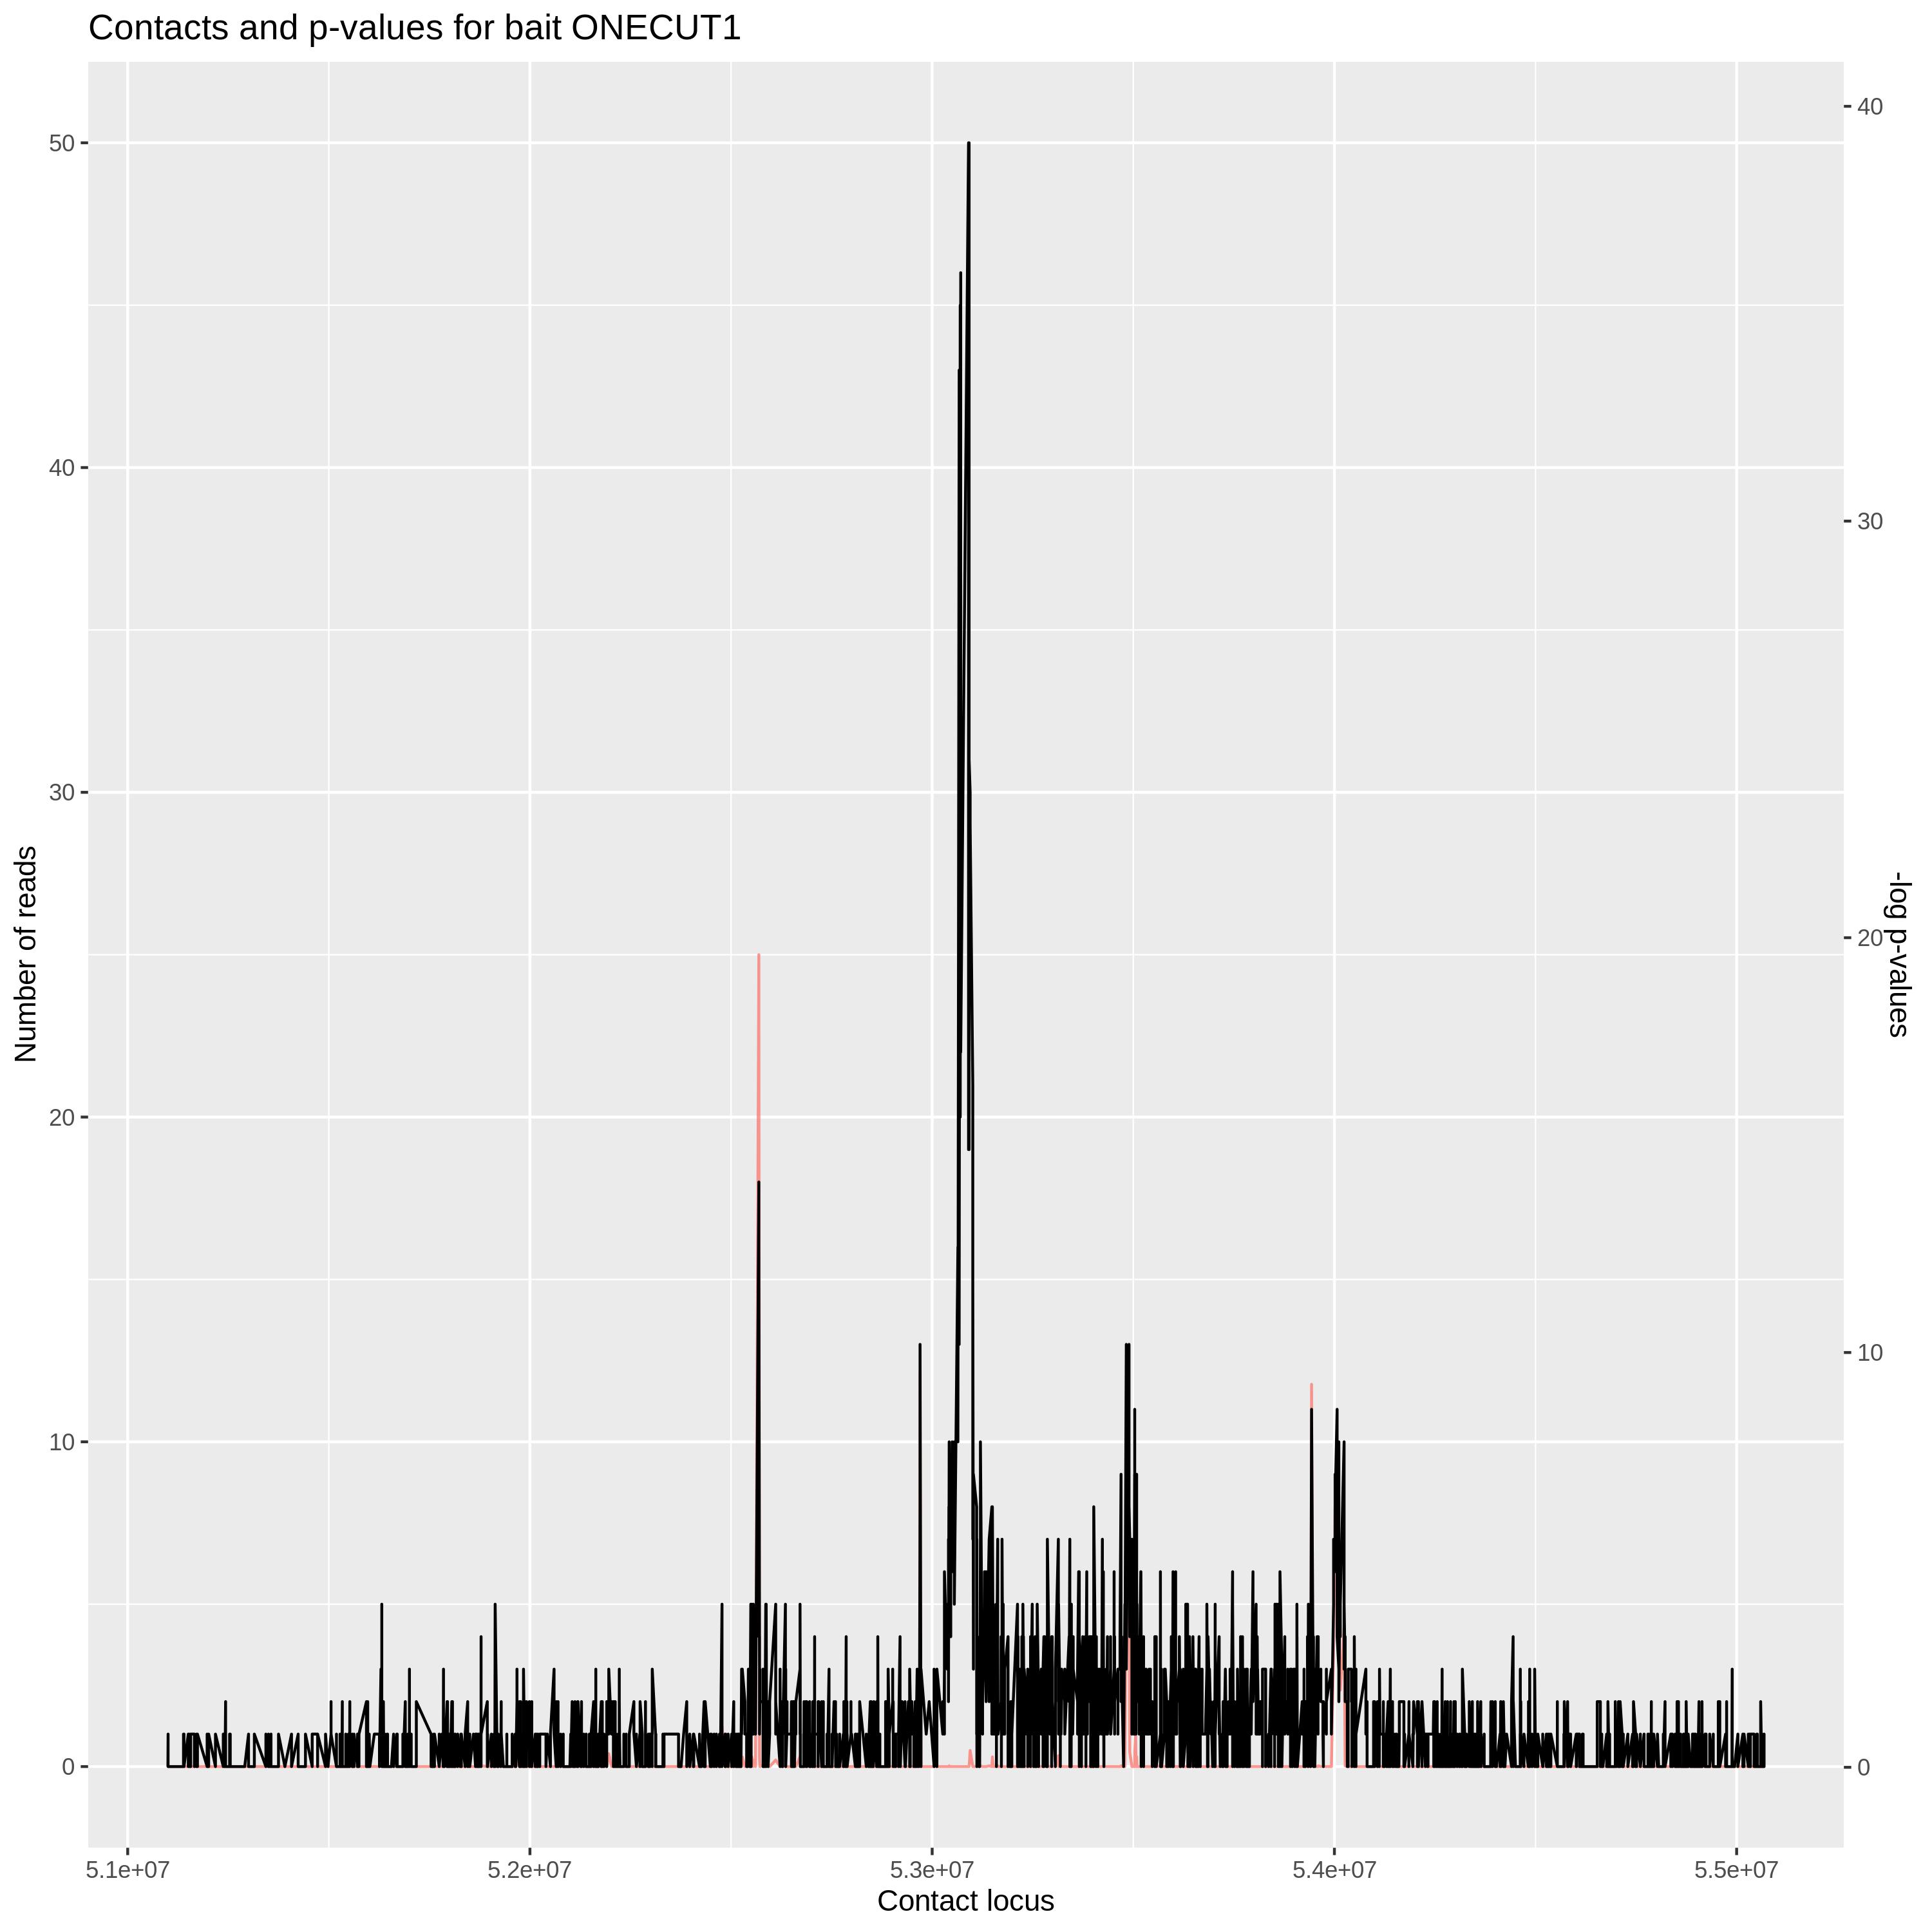 Contacts and p-values for bait ONECUT1
50
40
30
20
10
0
Number of reads
40
30
20
10
0
-log p-values
5.1e+07 5.2e+07 5.3e+07 5.4e+07 5.5e+07
Contact locus